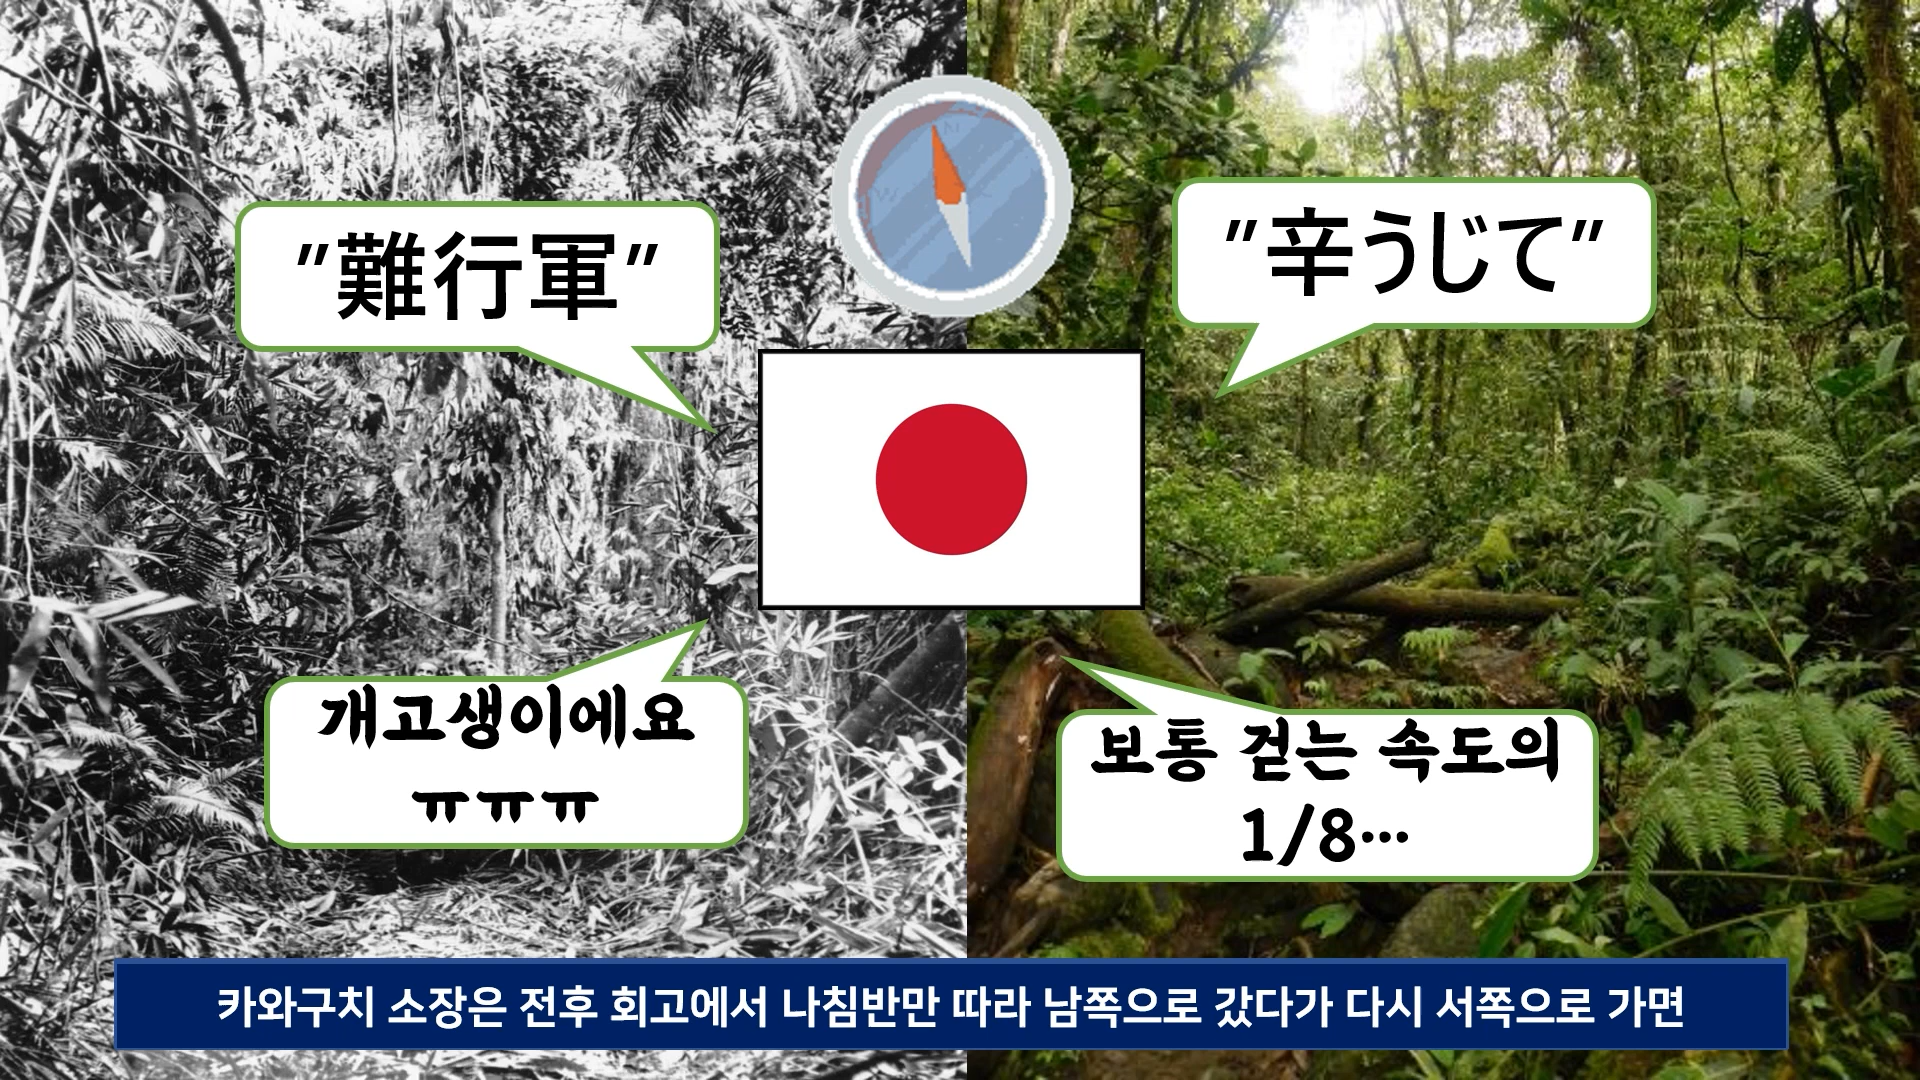 "難行軍"
"辛うじて"
개고생이에요
ㅠㅠㅠ
보통 걷는 속도의
1/8…
카와구치 소장은 전후 회고에서 나침반만 따라 남쪽으로 갔다가 다시 서쪽으로 가면
N
W